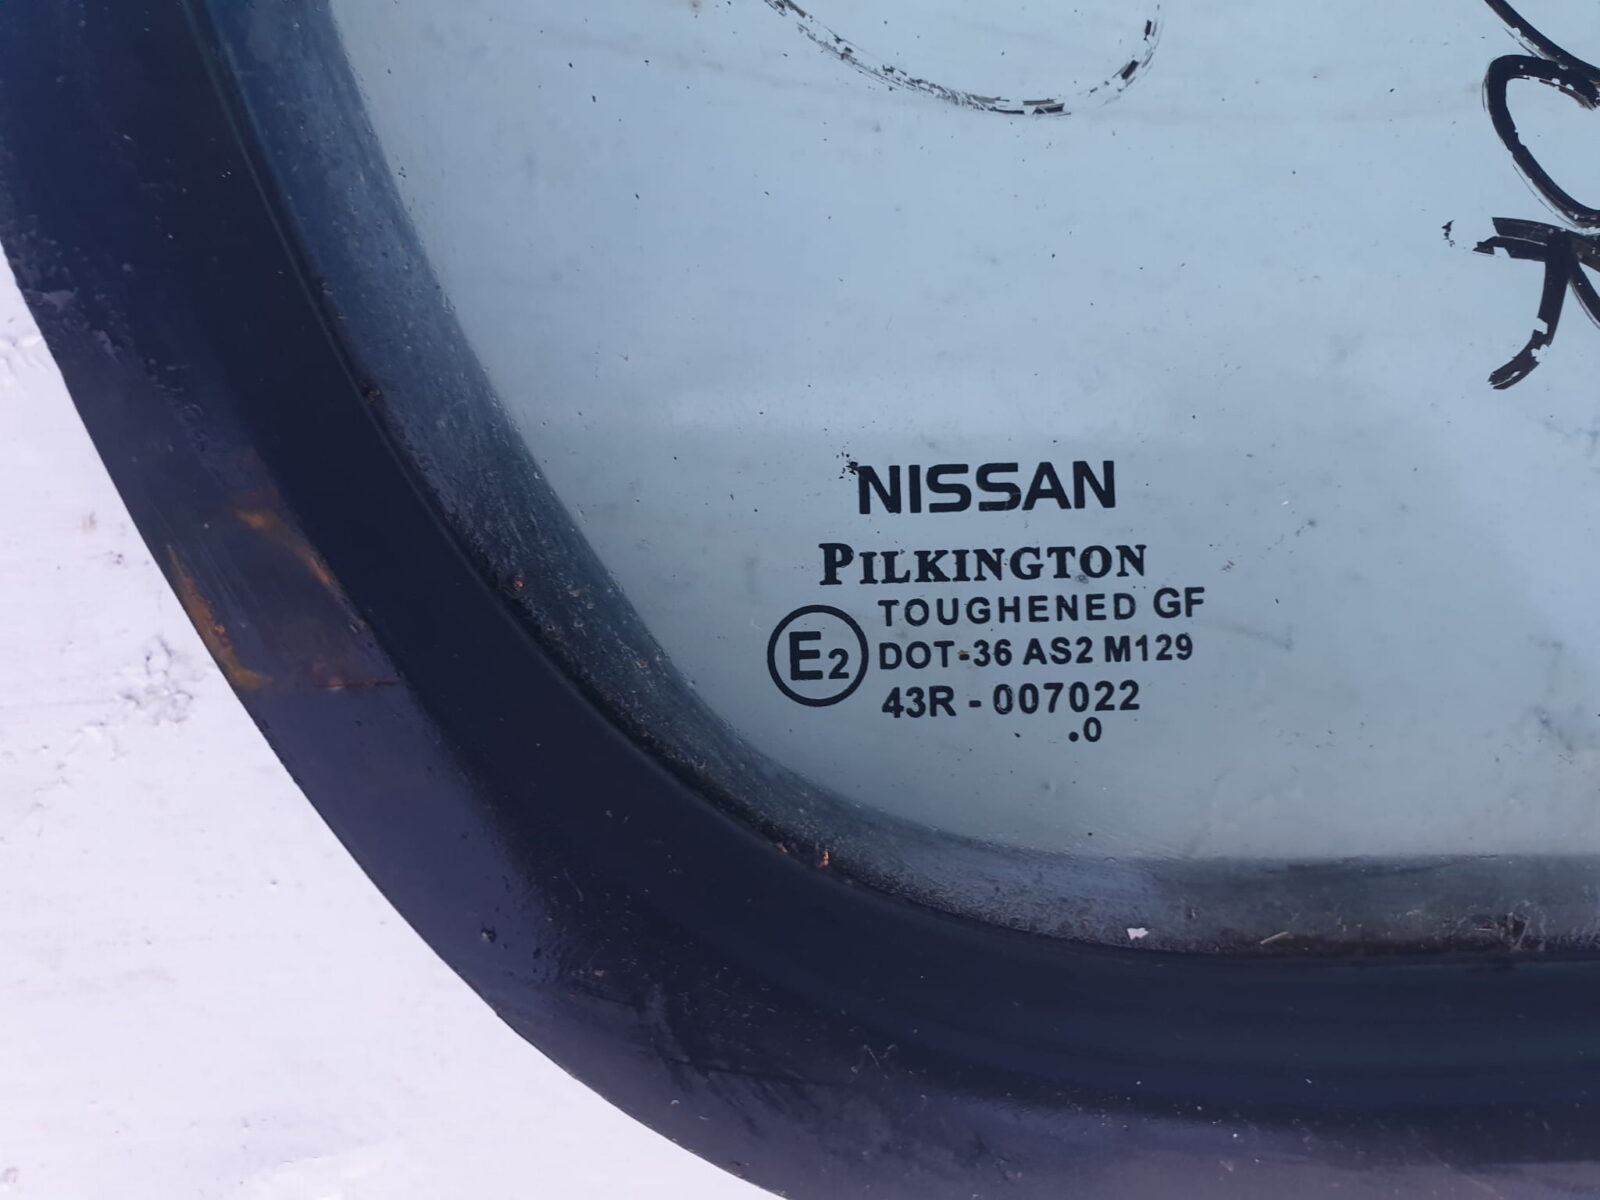 NISSAN
PILKINGTON
TOUGHENED GF
E2 DOT-36 AS2 M129
43R - 007022
.0